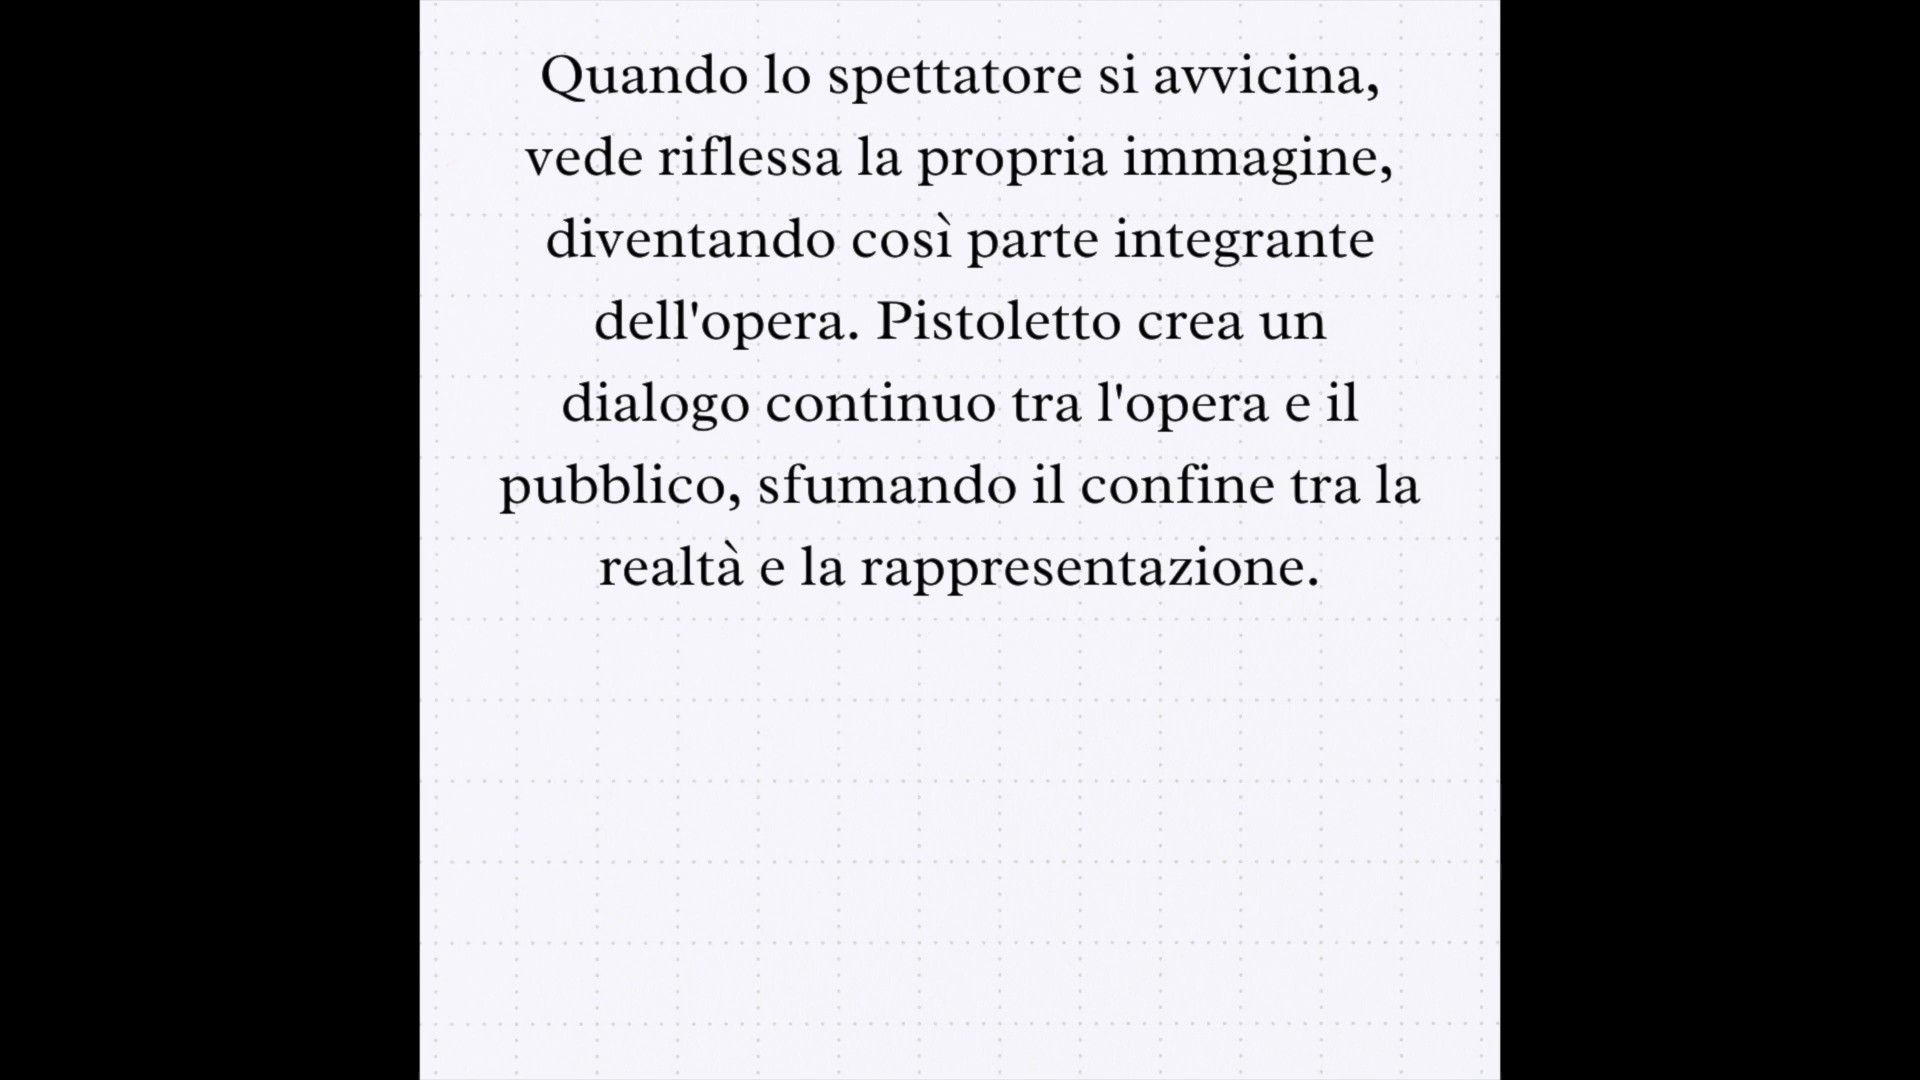 Quando lo spettatore si avvicina,
vede riflessa la propria immagine,
diventando così parte integrante
dell'opera. Pistoletto crea un
dialogo continuo tra l'opera e il
pubblico, sfumando il confine tra la
realtà e la rappresentazione.